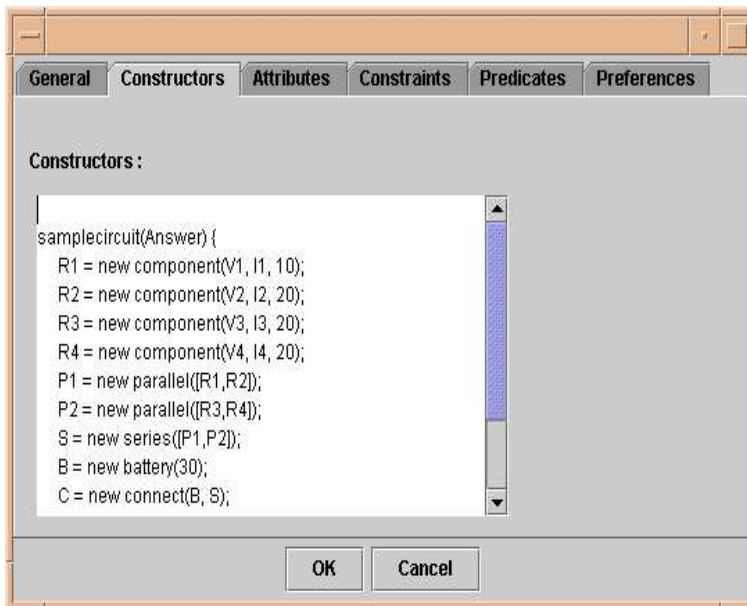 General Constructors Attributes Constraints Predicates Preferences
Constructors :
samplecircuit(Answer) {
R1 = new component(V1, I1, 10);
R2 = new component(V2, I2, 20);
R3 = new component(V3, I3, 20);
R4 = new component(V4, I4, 20);
P1 = new parallel([R1,R2]);
P2 = new parallel([R3,R4]);
S = new series([P1,P2]);
B = new battery(30);
C = new connect(B, S);
OK Cancel